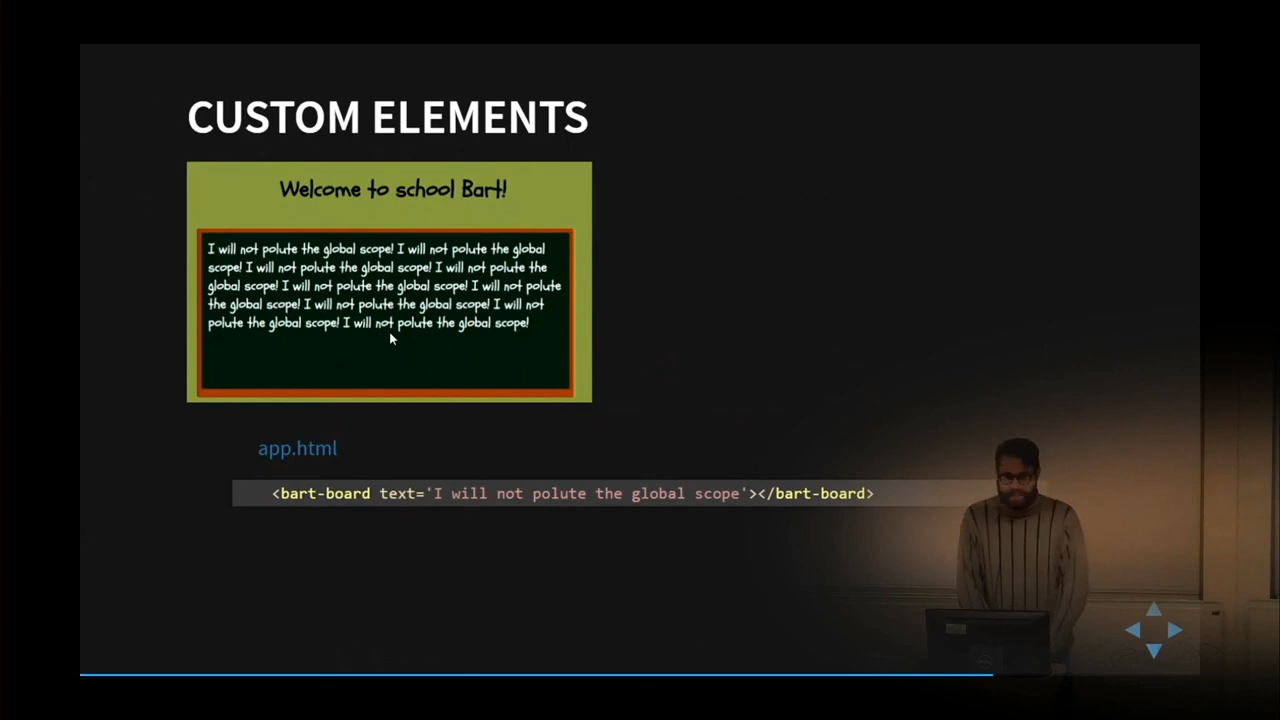 CUSTOM ELEMENTS
Welcome to school Bart!
I will not polute the global scope! I will not polute the global
scope! I will not polute the global scope! I will not polute the
global scope! I will not polute the global scope! I will not polute
the global scope! I will not polute the global scope! I will not
polute the global scope! I will not polute the global scope!
app.html
<bart-board text='I will not polute the global scope'></bart-board>